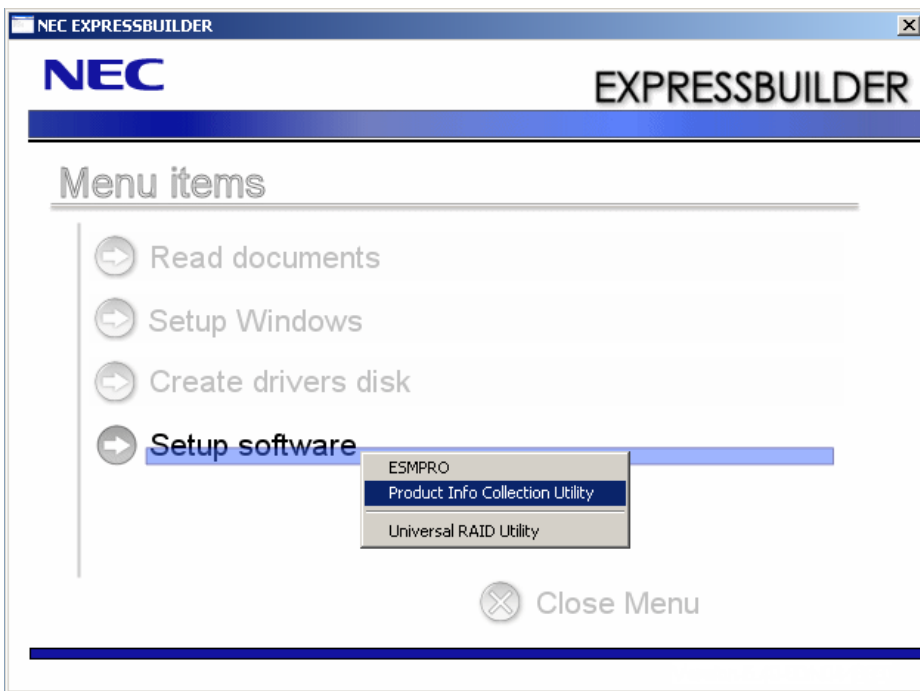 NEC EXPRESSBUILDER
NEC
EXPRESSBUILDER
Menu items
Read documents
Setup Windows
Create drivers disk
Setup software
ESMPRO
Product Info Collection Utility
Universal RAID Utility
Close Menu